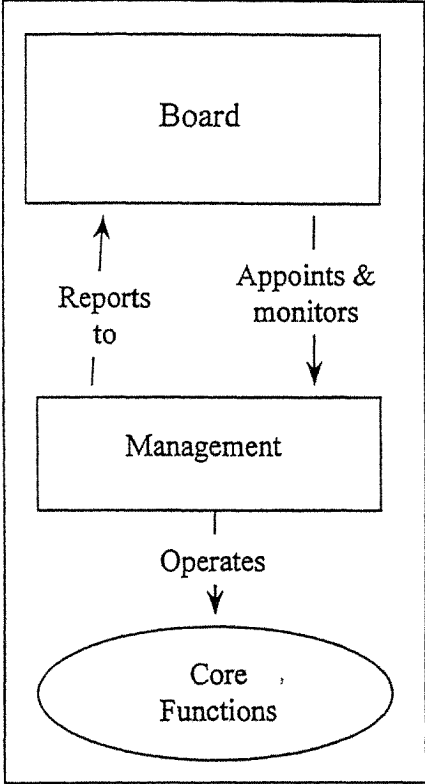 Board
Reports
to
Appoints &
monitors
Management
Operates
Core
Functions